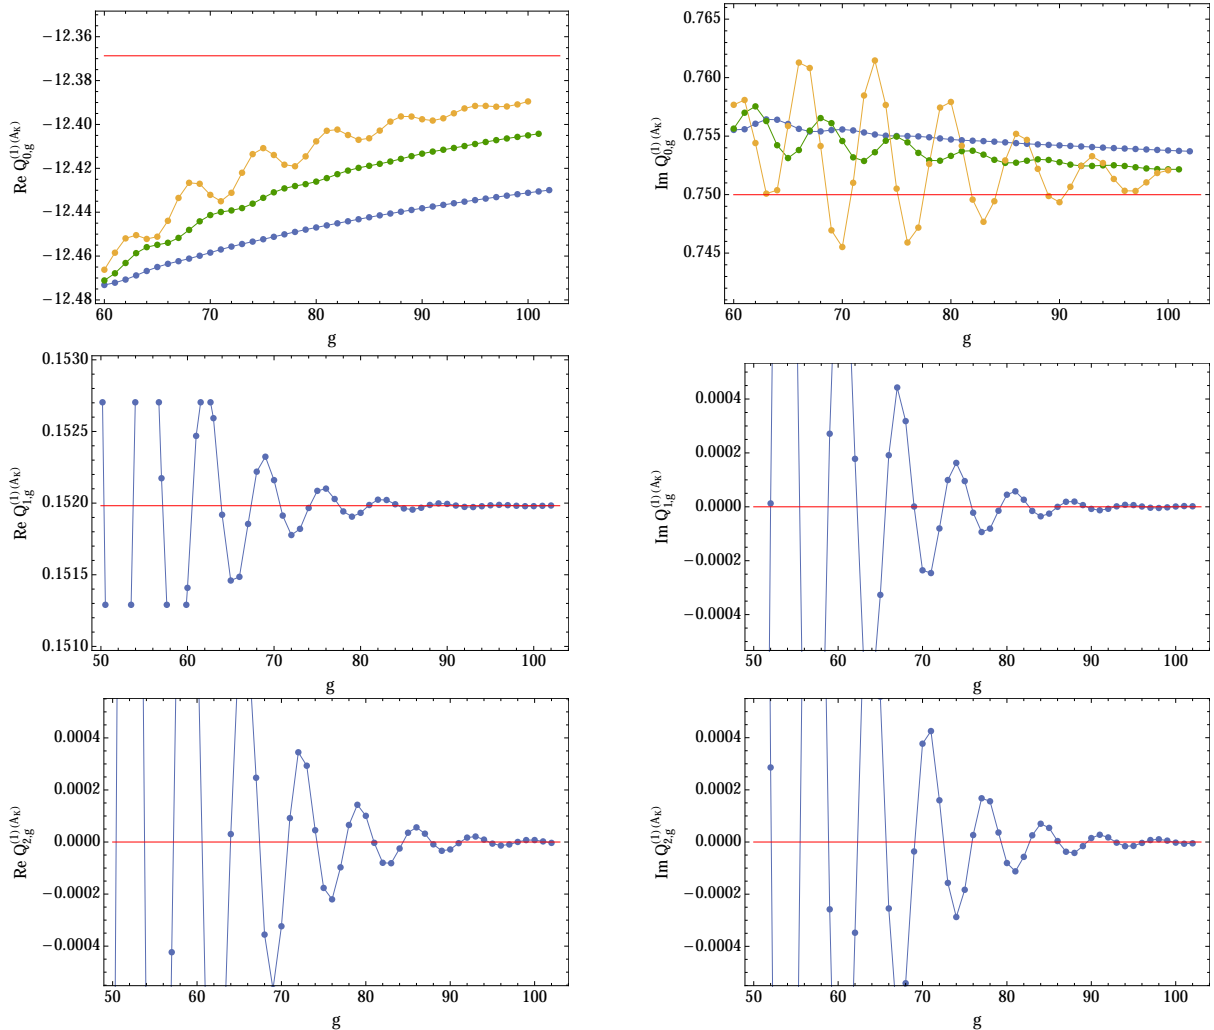 −12.36
−12.38
−12.40
−12.42
−12.44
−12.46
−12.48
Re Q_{0,g}^{(1)(A_K)}
60 70 80 90 100
g
0.765
0.760
0.755
0.750
0.745
Im Q_{0,g}^{(1)(A_K)}
60 70 80 90 100
g
0.1530
0.1525
0.1520
0.1515
0.1510
Re Q_{1,g}^{(1)(A_K)}
50 60 70 80 90 100
g
0.0004
0.0002
0.0000
−0.0002
−0.0004
Im Q_{1,g}^{(1)(A_K)}
50 60 70 80 90 100
g
0.0004
0.0002
0.0000
−0.0002
−0.0004
Re Q_{2,g}^{(1)(A_K)}
50 60 70 80 90 100
g
0.0004
0.0002
0.0000
−0.0002
−0.0004
Im Q_{2,g}^{(1)(A_K)}
50 60 70 80 90 100
g